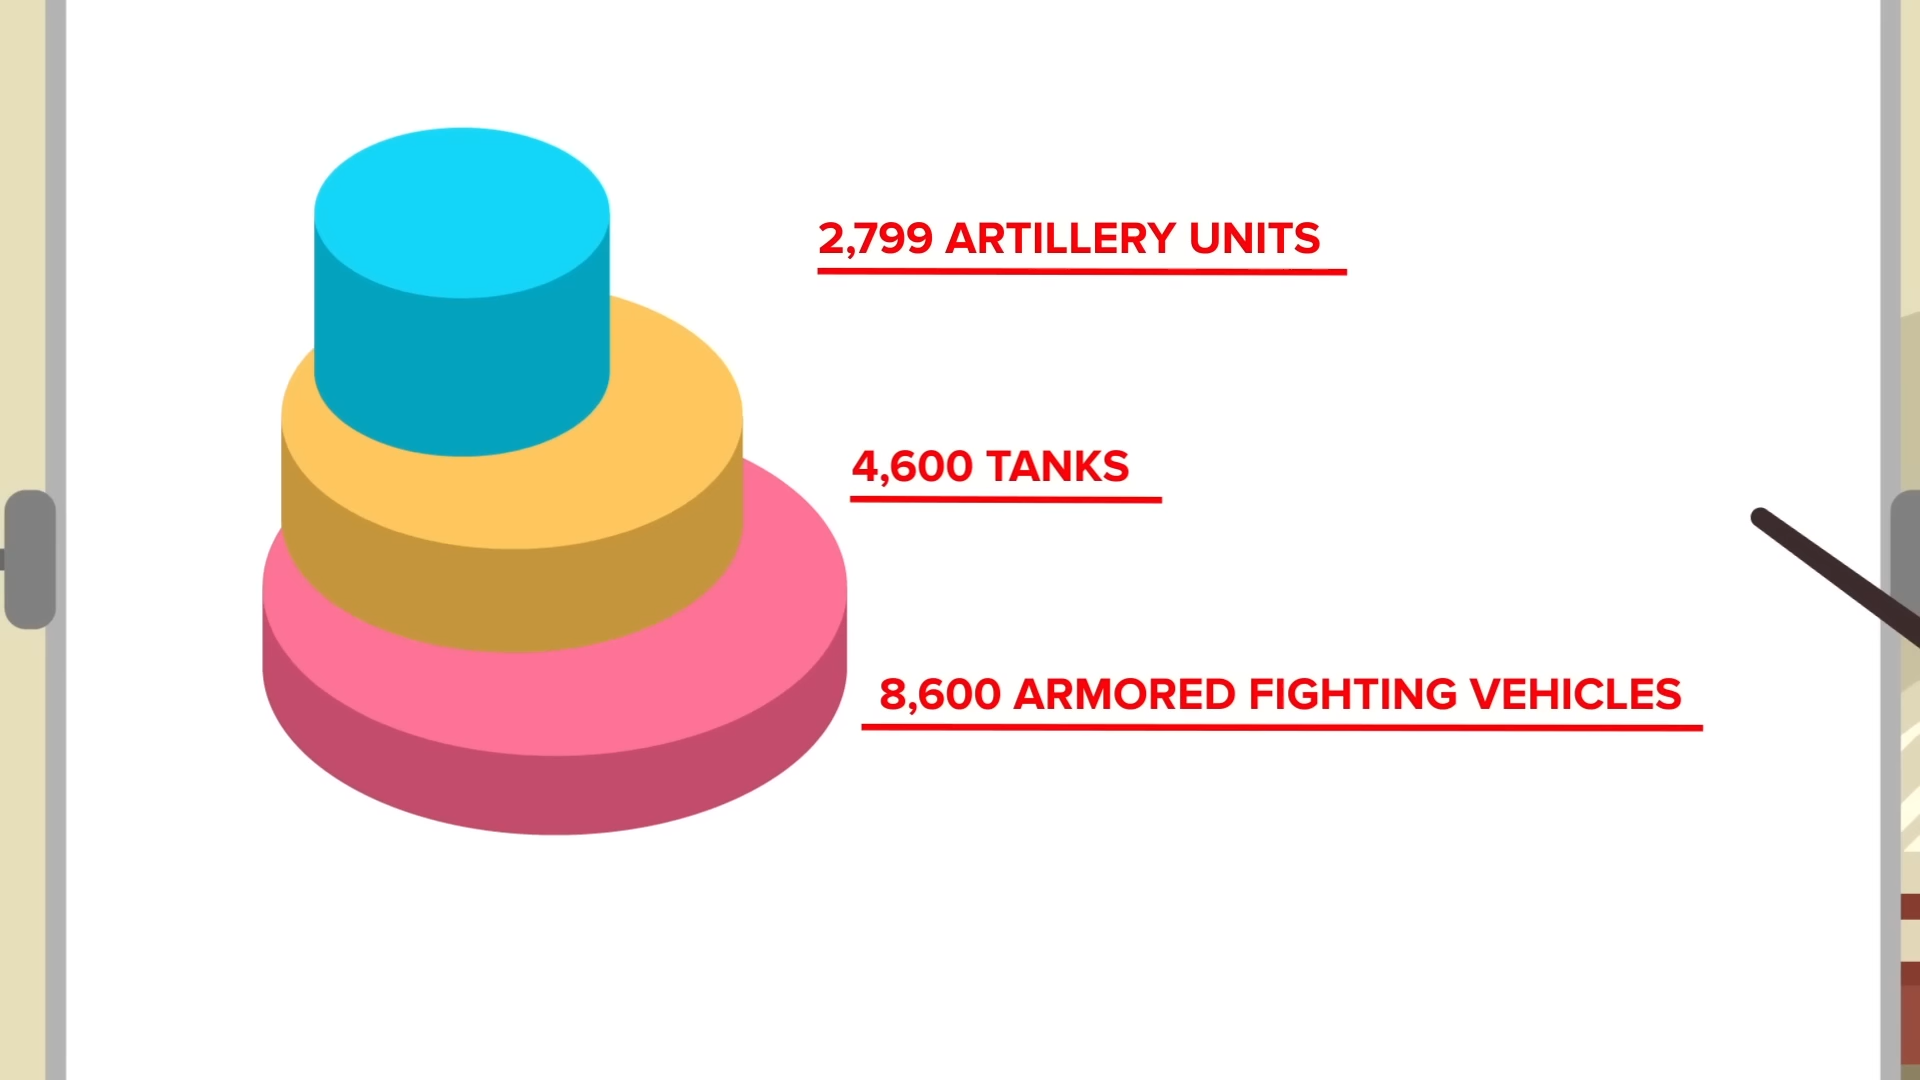 2,799 ARTILLERY UNITS
4,600 TANKS
8,600 ARMORED FIGHTING VEHICLES